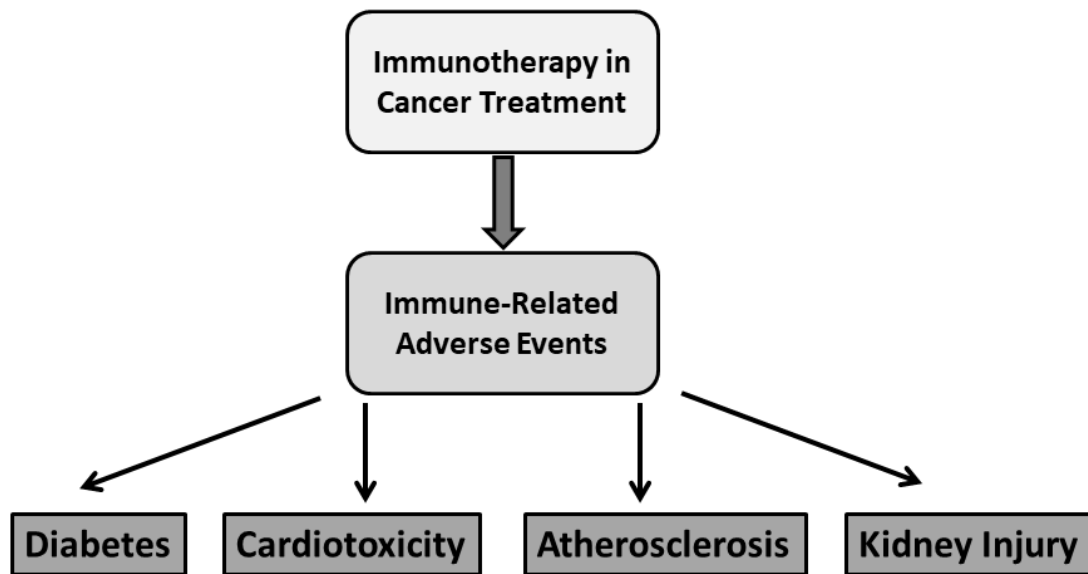 Immunotherapy in
Cancer Treatment
Immune-Related
Adverse Events
Diabetes
Cardiotoxicity
Atherosclerosis
Kidney Injury